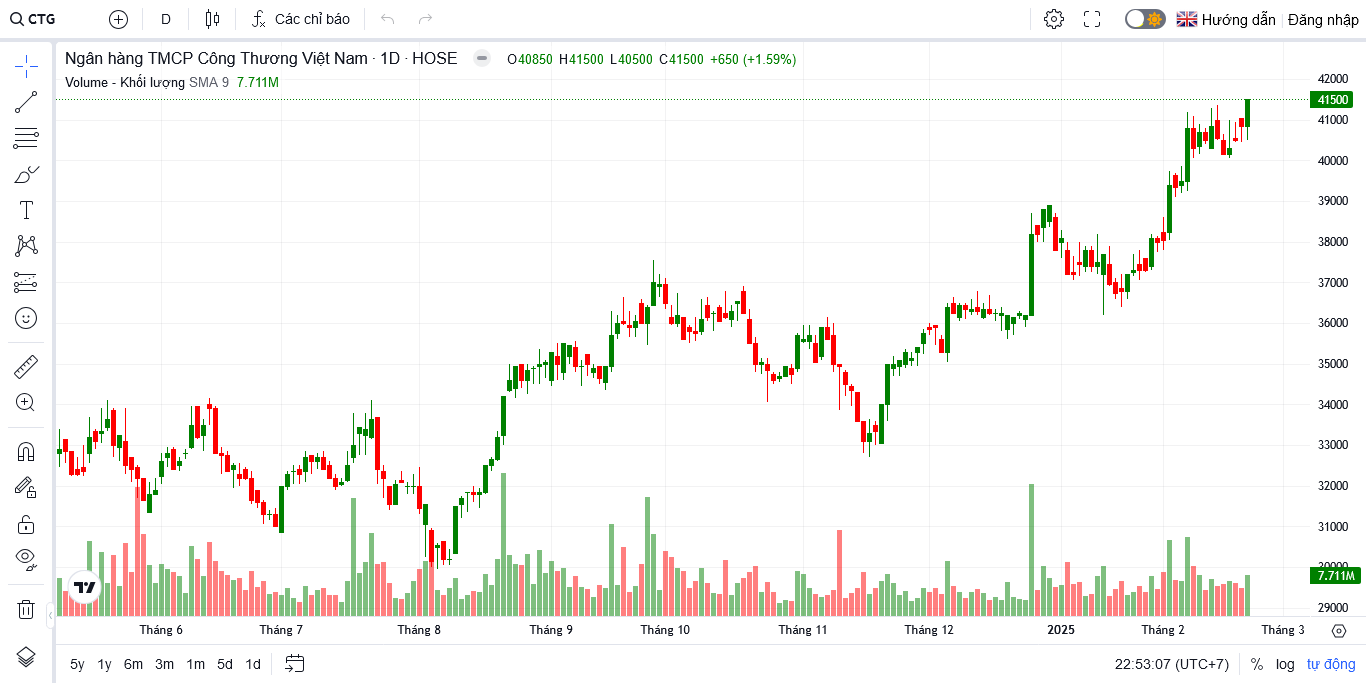 CTG D Các chỉ báo Hướng dẫn Đăng nhập
Ngân hàng TMCP Công Thương Việt Nam · 1D · HOSE O40850 H41500 L40500 C41500 +650 (+1.59%)
Volume - Khối lượng SMA 9 7.711M
42000
41500
41000
40000
39000
38000
37000
36000
35000
34000
33000
32000
31000
30000
7.711M
29000
Tháng 6 Tháng 7 Tháng 8 Tháng 9 Tháng 10 Tháng 11 Tháng 12 2025 Tháng 2 Tháng 3
5y 1y 6m 3m 1m 5d 1d 22:53:07 (UTC+7) % log tự động